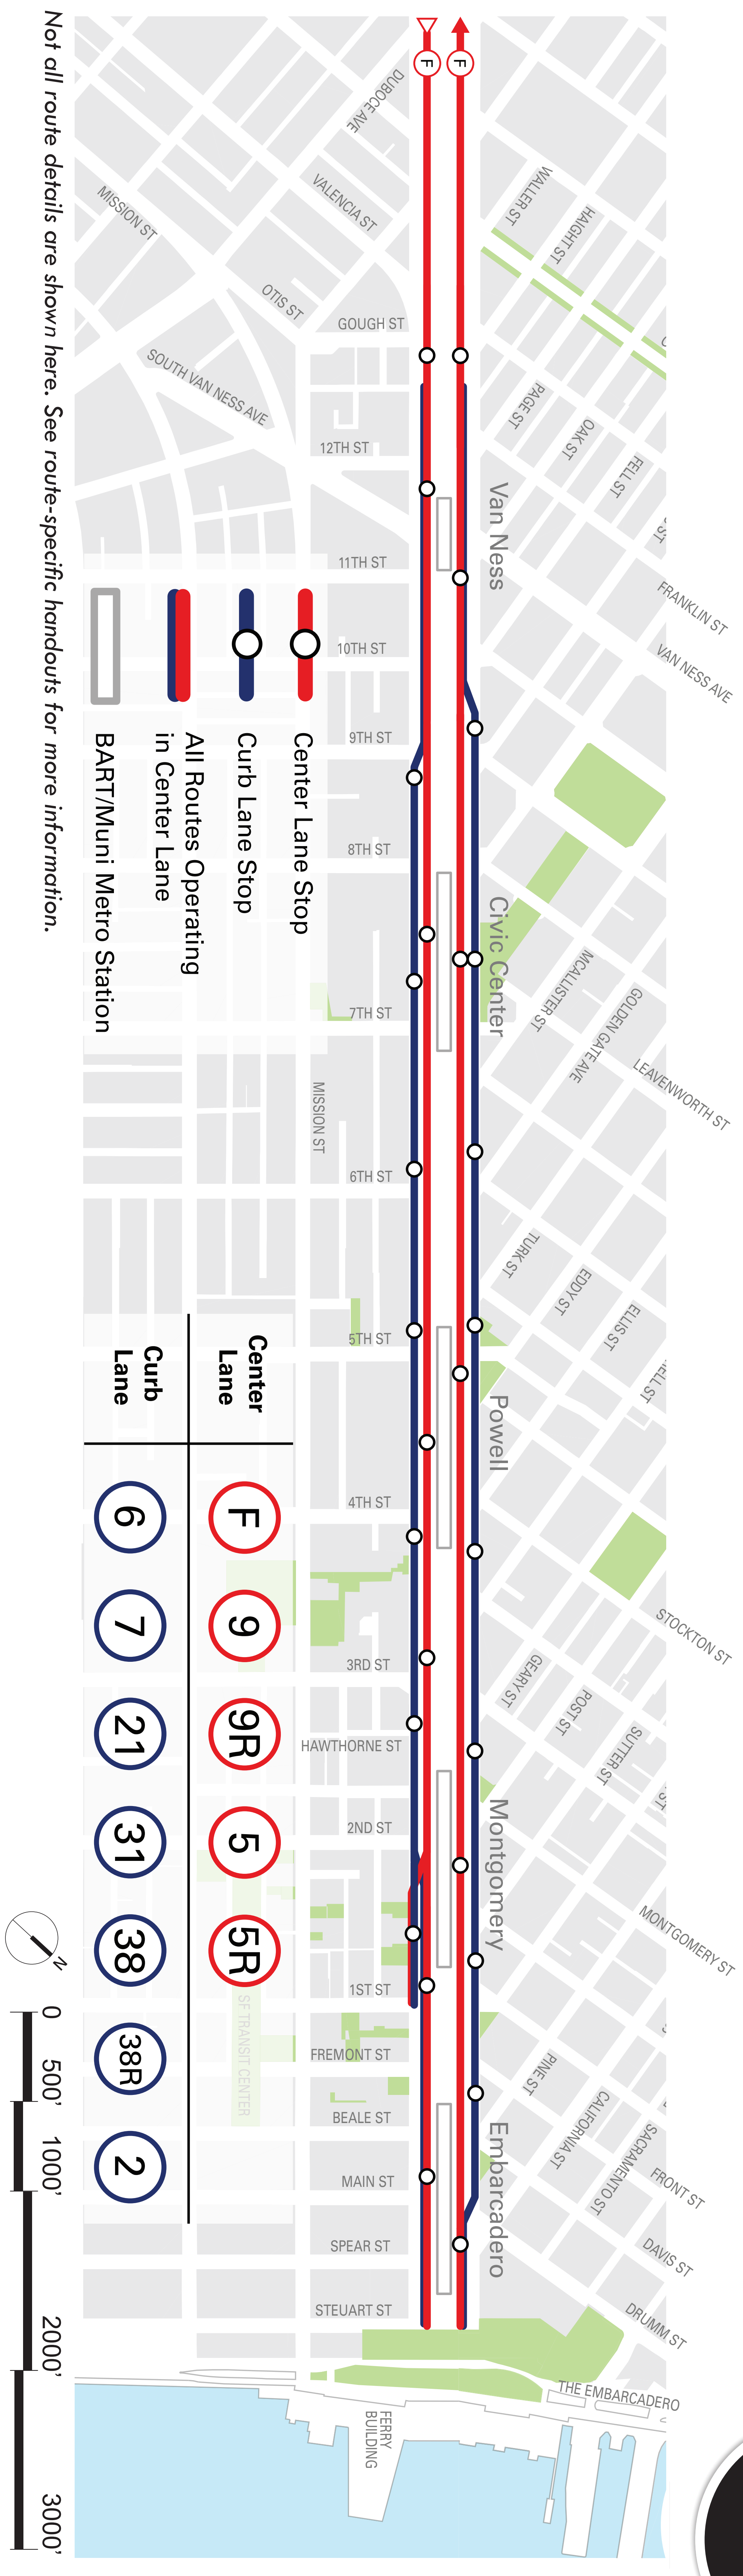 F
F
DUBOCE AVE
VALENCIA ST
MISSION ST
OTIS ST
GOUGH ST
SOUTH VAN NESS AVE
12TH ST
11TH ST
10TH ST
9TH ST
8TH ST
7TH ST
MISSION ST
6TH ST
5TH ST
4TH ST
3RD ST
HAWTHORNE ST
2ND ST
1ST ST
SF TRANSIT CENTER
FREMONT ST
BEALE ST
MAIN ST
SPEAR ST
STEUART ST
WALLER ST
HAIGHT ST
PAGE ST
OAK ST
FELL ST
ST
FRANKLIN ST
VAN NESS AVE
MCALLISTER ST
GOLDEN GATE AVE
LEAVENWORTH ST
TURK ST
EDDY ST
ELLIS ST
ELL ST
STOCKTON ST
GEARY ST
POST ST
SUTTER ST
ST
MONTGOMERY ST
PINE ST
CALIFORNIA ST
SACRAMENTO ST
FRONT ST
DAVIS ST
DRUMM ST
THE EMBARCADERO
FERRY
BUILDING
Van Ness
Civic Center
Powell
Montgomery
Embarcadero
Center Lane Stop
Curb Lane Stop
All Routes Operating
in Center Lane
BART/Muni Metro Station
Center
Lane
F 9 9R 5 5R
Curb
Lane
6 7 21 31 38 38R 2
N
0 500' 1000' 2000' 3000'
Not all route details are shown here. See route-specific handouts for more information.